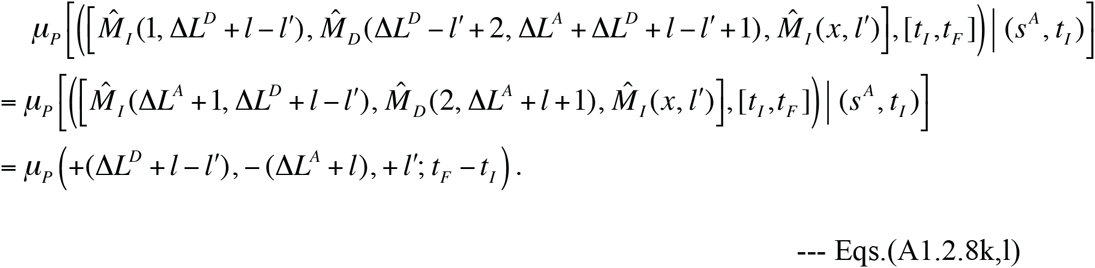 μ_P[([M̂_I(1, ΔL^D + l − l′), M̂_D(ΔL^D − l′ + 2, ΔL^A + ΔL^D + l − l′ + 1), M̂_I(x, l′)], [t_I, t_F]) | (s^A, t_I)]
= μ_P[([M̂_I(ΔL^A + 1, ΔL^D + l − l′), M̂_D(2, ΔL^A + l + 1), M̂_I(x, l′)], [t_I, t_F]) | (s^A, t_I)]
= μ_P(+(ΔL^D + l − l′), −(ΔL^A + l), + l′; t_F − t_I).
--- Eqs.(A1.2.8k,l)